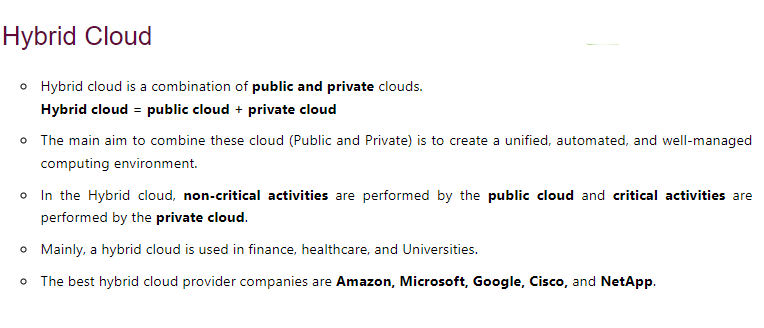 Hybrid Cloud
Hybrid cloud is a combination of public and private clouds.
Hybrid cloud = public cloud + private cloud
The main aim to combine these cloud (Public and Private) is to create a unified, automated, and well-managed
computing environment.
In the Hybrid cloud, non-critical activities are performed by the public cloud and critical activities are
performed by the private cloud.
Mainly, a hybrid cloud is used in finance, healthcare, and Universities.
The best hybrid cloud provider companies are Amazon, Microsoft, Google, Cisco, and NetApp.